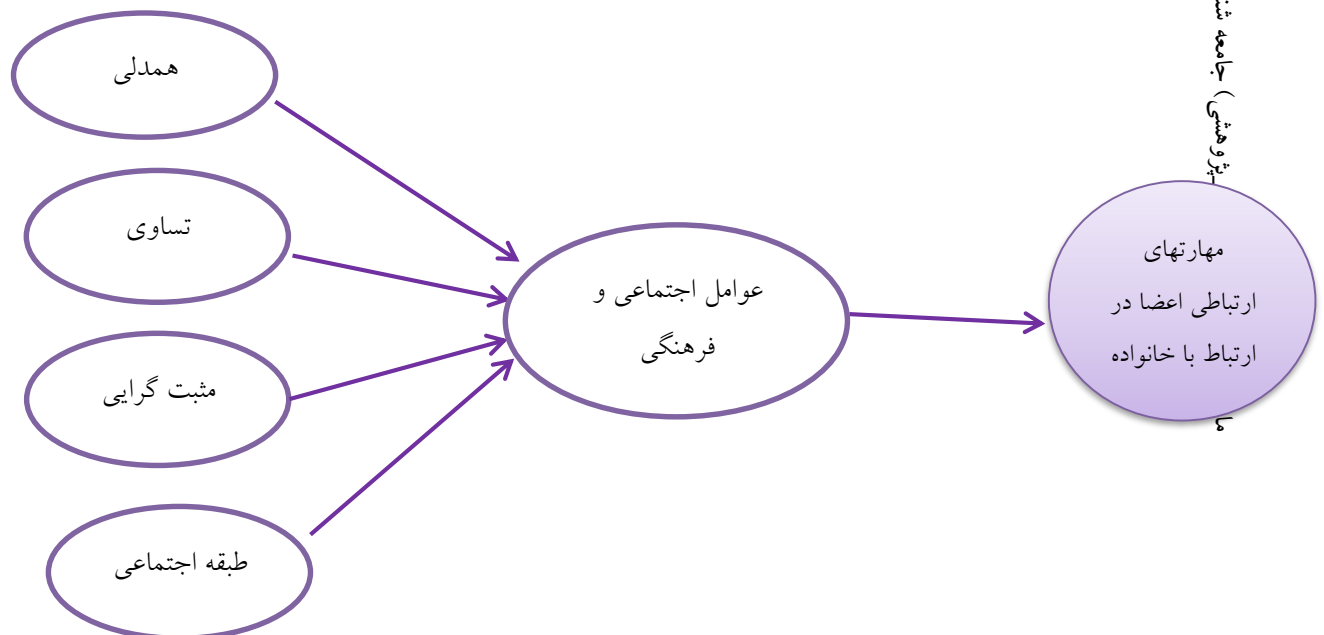 همدلی
تساوی
مثبت گرایی
طبقه اجتماعی
عوامل اجتماعی و
فرهنگی
مهارتهای
ارتباطی اعضا در
ارتباط با خانواده
پژوهشی) جامعه